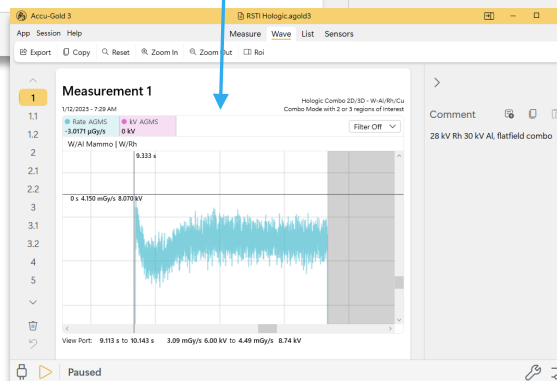 Accu-Gold 3
RSTI Hologic.agold3
App Session Help
Measure Wave List Sensors
Export Copy Reset Zoom In Zoom Out Roi
1
1.1
1.2
2
2.1
2.2
3
3.1
3.2
4
5
Measurement 1
1/12/2023 - 7:29 AM
Hologic Combo 2D/3D - W-Al/Rh/Cu
Combo Mode with 2 or 3 regions of interest
Rate AGMS
-3.0171 µGy/s
kV AGMS
0 kV
Filter Off
W/Al Mammo | W/Rh
9.333 s
0 s 4.150 mGy/s 8.070 kV
View Port: 9.113 s to 10.143 s 3.09 mGy/s 6.00 kV to 4.49 mGy/s 8.74 kV
Comment
28 kV Rh 30 kV Al, flatfield combo
Paused